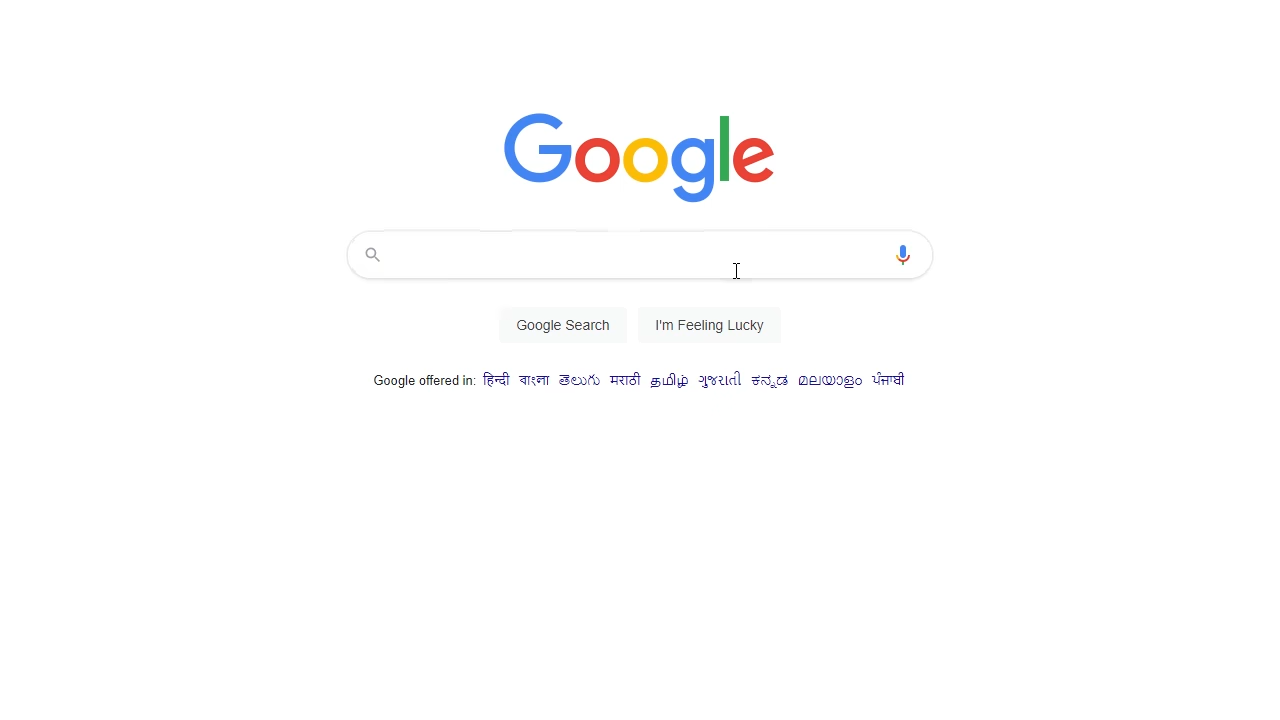 Google
Google Search I'm Feeling Lucky
Google offered in: हिन्दी বাংলা తెలుగు मराठी தமிழ் ગુજરાતી ಕನ್ನಡ മലയാളം ਪੰਜਾਬੀ